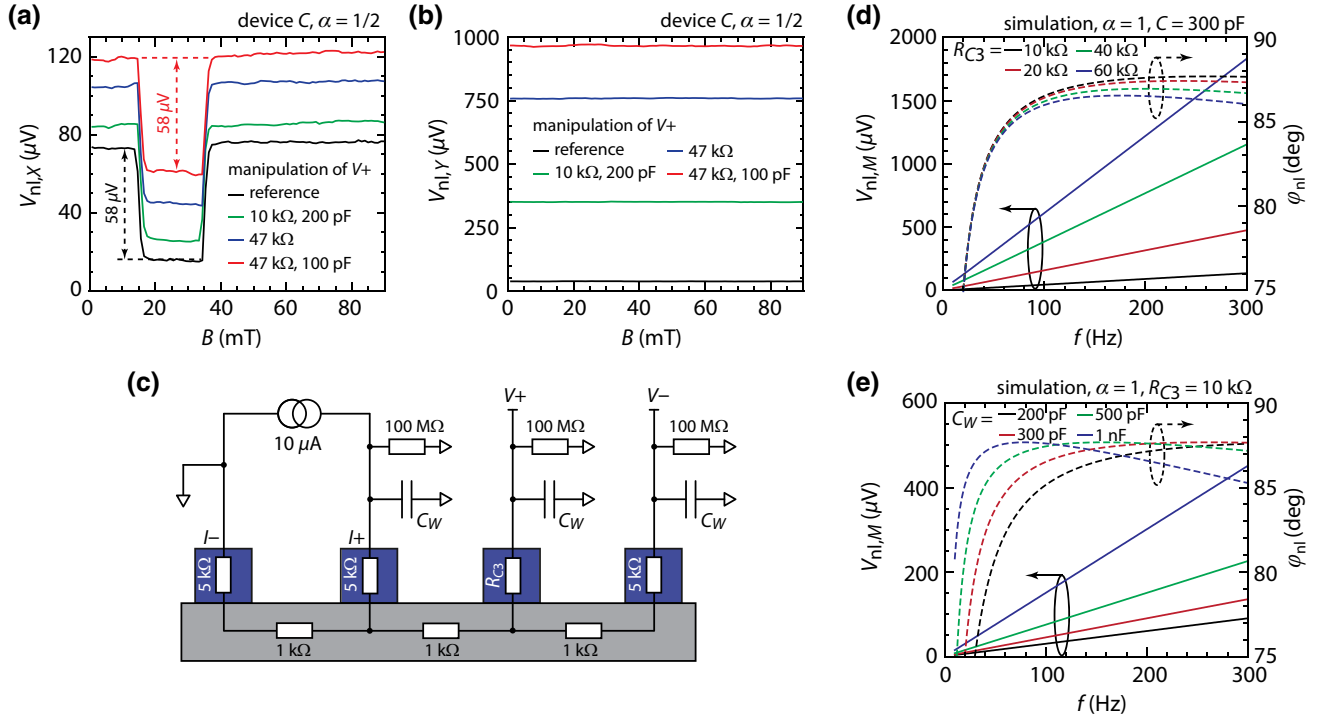 (a)
device C, α = 1/2
V_nl,X (μV)
120
80
40
0
58 μV
58 μV
manipulation of V+
reference
10 kΩ, 200 pF
47 kΩ
47 kΩ, 100 pF
0 20 40 60 80
B (mT)
(b)
device C, α = 1/2
V_nl,Y (μV)
1000
750
500
250
0
manipulation of V+
reference 47 kΩ
10 kΩ, 200 pF 47 kΩ, 100 pF
0 20 40 60 80
B (mT)
(c)
10 μA
V+ V−
100 MΩ 100 MΩ 100 MΩ
C_W C_W C_W
I− I+
5 kΩ 5 kΩ R_C3 5 kΩ
1 kΩ 1 kΩ 1 kΩ
(d)
simulation, α = 1, C = 300 pF
R_C3 = 10 kΩ 40 kΩ
20 kΩ 60 kΩ
V_nl,M (μV)
2000
1500
1000
500
0
90
85
80
75
φ_nl (deg)
0 100 200 300
f (Hz)
(e)
simulation, α = 1, R_C3 = 10 kΩ
C_W = 200 pF 500 pF
300 pF 1 nF
V_nl,M (μV)
600
400
200
0
90
85
80
75
φ_nl (deg)
0 100 200 300
f (Hz)